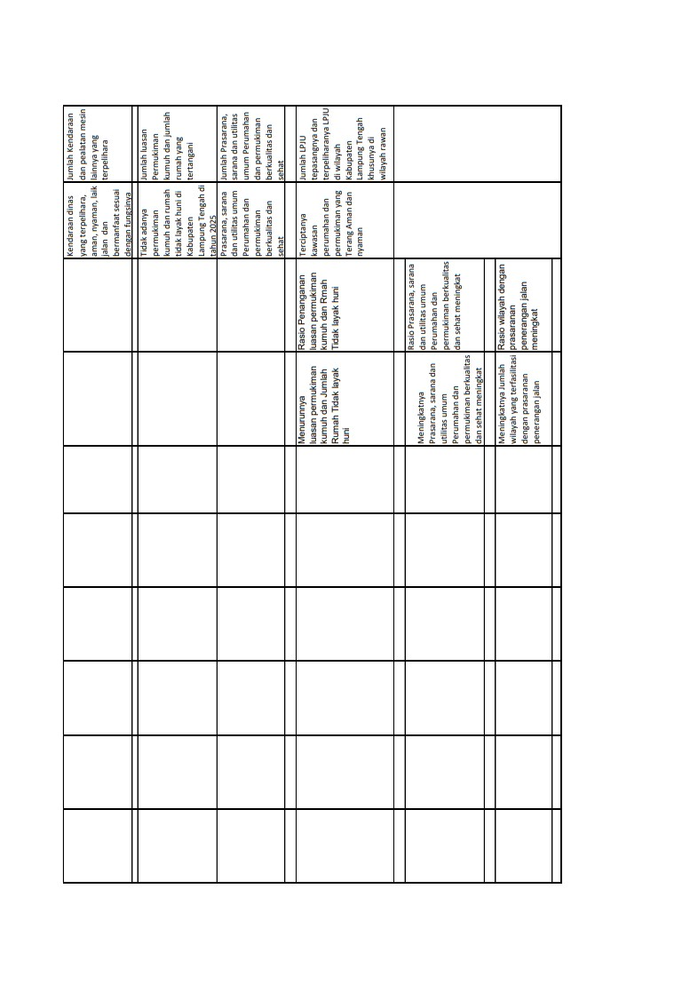 Kendaraan dinas
yang terpelihara,
aman, nyaman, laik
jalan dan
bermanfaat sesuai
dengan fungsinya
Jumlah Kendaraan
dan pealatan mesin
lainnya yang
terpelihara
Tidak adanya
permukiman
kumuh dan rumah
tidak layak huni di
Kabupaten
Lampung Tengah di
tahun 2025
Jumlah luasan
Permukiman
kumuh dan jumlah
rumah yang
tertangani
Prasarana, sarana
dan utilitas umum
Perumahan dan
permukiman
berkualitas dan
sehat
Jumlah Prasarana,
sarana dan utilitas
umum Perumahan
dan permukiman
berkualitas dan
sehat
Menurunnya
luasan permukiman
kumuh dan Jumlah
Rumah Tidak layak
huni
Rasio Penanganan
luasan permukiman
kumuh dan Rmah
Tidak layak huni
Terciptanya
kawasan
perumahan dan
permukiman yang
Terang Aman dan
nyaman
Jumlah LPJU
tepasangnya dan
terpeliharanya LPJU
di wilayah
Kabupaten
Lampung Tengah
khusunya di
wilayah rawan
Meningkatnya
Prasarana, sarana dan
utilitas umum
Perumahan dan
permukiman berkualitas
dan sehat meningkat
Rasio Prasarana, sarana
dan utilitas umum
Perumahan dan
permukiman berkualitas
dan sehat meningkat
Meningkatnya Jumlah
wilayah yang terfasilitasi
dengan prasaranan
penerangan jalan
Rasio wilayah dengan
prasaranan
penerangan jalan
meningkat